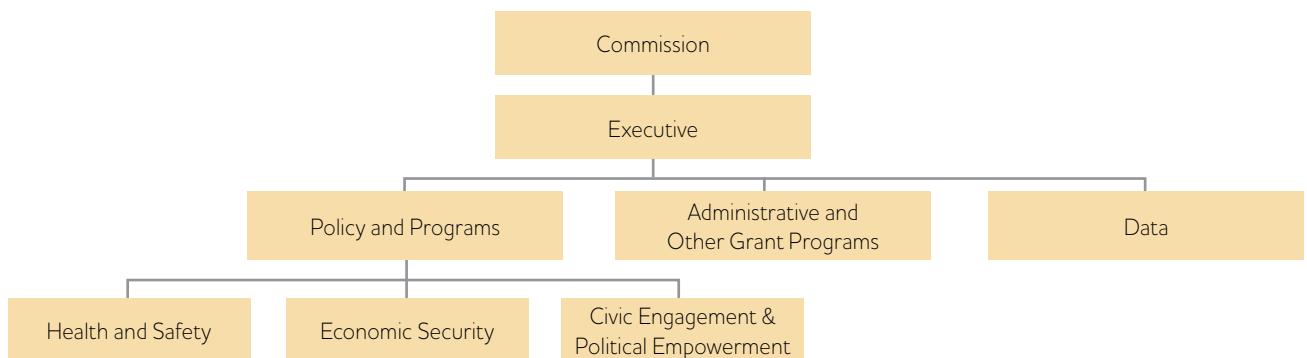 Commission
Executive
Policy and Programs
Administrative and
Other Grant Programs
Data
Health and Safety
Economic Security
Civic Engagement &
Political Empowerment